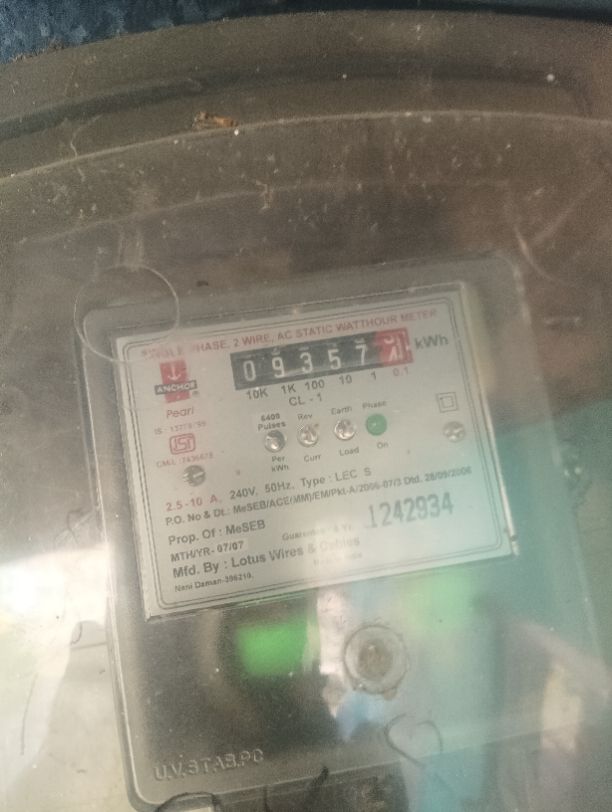 SINGLE PHASE, 2 WIRE, AC STATIC WATTHOUR METER
0 9 3 5 7 kWh
10K 1K 100 10 1 0.1
CL - 1
ANCHOR
Pearl
6400 Pulses Rev Earth Phase
Per kWh Curr Load On
ISI
2.5-10 A, 240V, 50Hz, Type : LEC S
P.O. No & Dt.: MeSEB/ACE(MM)/EM/Pkt-A/2006-07/3 Dtd. 28/09/2006
Prop. Of : MeSEB
MTH/YR- 07/07
1242934
Mfd. By : Lotus Wires & Cables
Nani Daman-396210.
U.V.STAB.PC